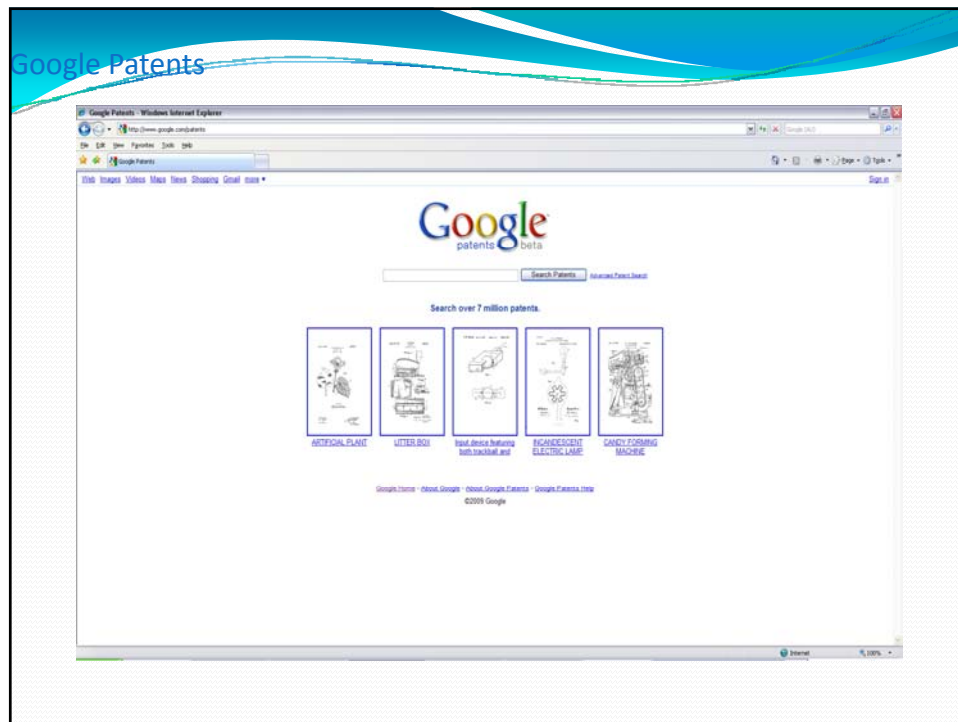 Google Patents
Google Patents - Windows Internet Explorer
http://www.google.com/patents
File Edit View Favorites Tools Help
Google Patents
Page Tools
Web Images Videos Maps News Shopping Gmail more ▼
Sign in
Google
patents beta
Search Patents Advanced Patent Search
Search over 7 million patents.
ARTIFICIAL PLANT
LITTER BOX
Input device featuring
both trackball and
INCANDESCENT
ELECTRIC LAMP
CANDY FORMING
MACHINE
Google Home - About Google - About Google Patents - Google Patents Help
©2009 Google
Internet 100%